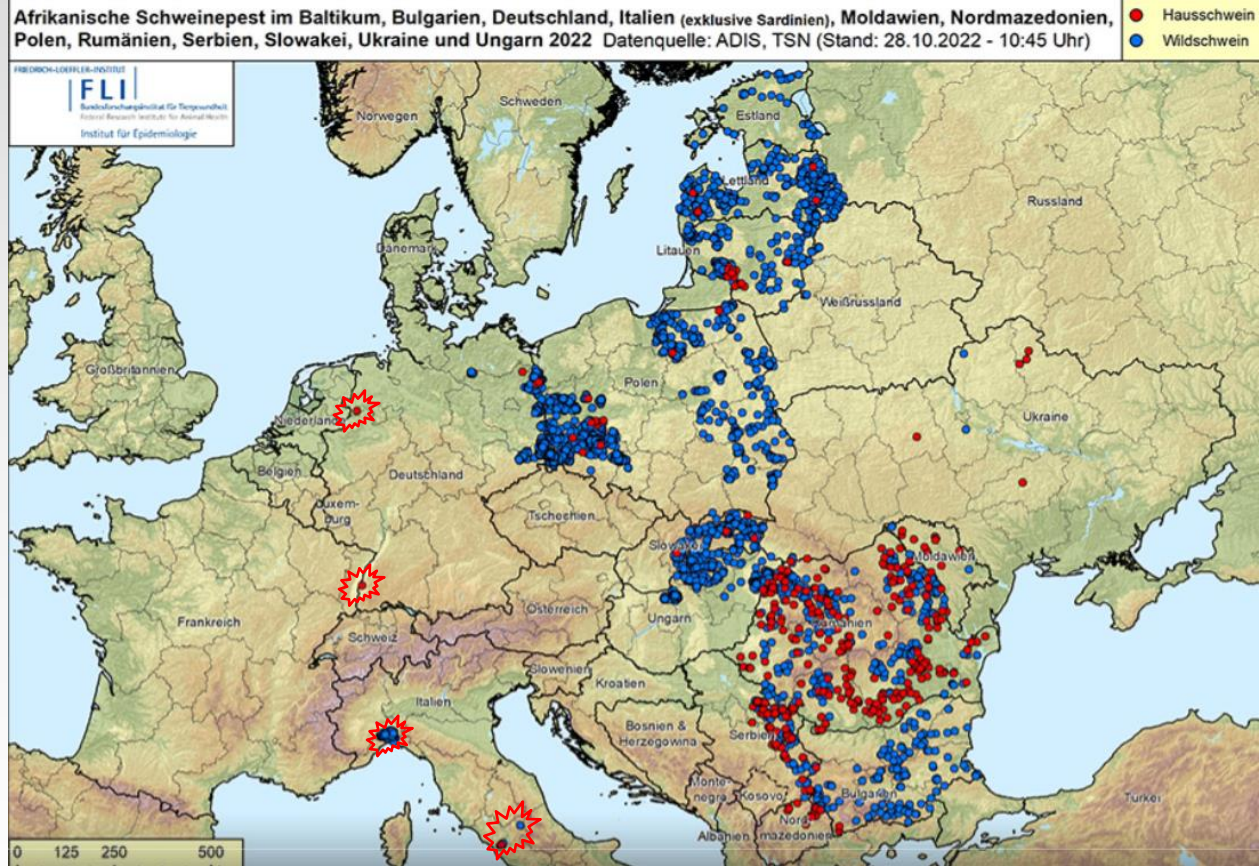 Afrikanische Schweinepest im Baltikum, Bulgarien, Deutschland, Italien (exklusive Sardinien), Moldawien, Nordmazedonien,
Polen, Rumänien, Serbien, Slowakei, Ukraine und Ungarn 2022 Datenquelle: ADIS, TSN (Stand: 28.10.2022 - 10:45 Uhr)
Hausschwein
Wildschwein
FRIEDRICH-LOEFFLER-INSTITUT
FLI
Bundesforschungsinstitut für Tiergesundheit
Federal Research Institute for Animal Health
Institut für Epidemiologie
Schweden
Norwegen
Estland
Lettland
Russland
Dänemark
Litauen
Weißrussland
Großbritannien
Polen
Niederlan
Ukraine
Belgien
Deutschland
Luxem-
burg
Tschechien
Slowakei
Moldawien
Österreich
Ungarn
Frankreich
Rumänien
Schweiz
Slowenien
Kroatien
Italien
Bosnien &
Herzegowina
Serbien
Monte-
negro
Kosovo
Bulgarien
Türkei
Nord-
mazedonien
Albanien
0 125 250 500